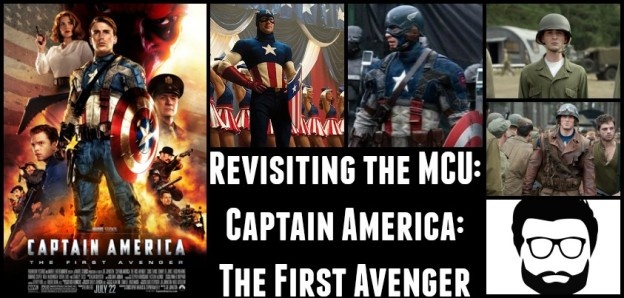 CAPTAIN AMERICA
THE FIRST AVENGER
JULY 22
REVISITING THE MCU:
CAPTAIN AMERICA:
THE FIRST AVENGER